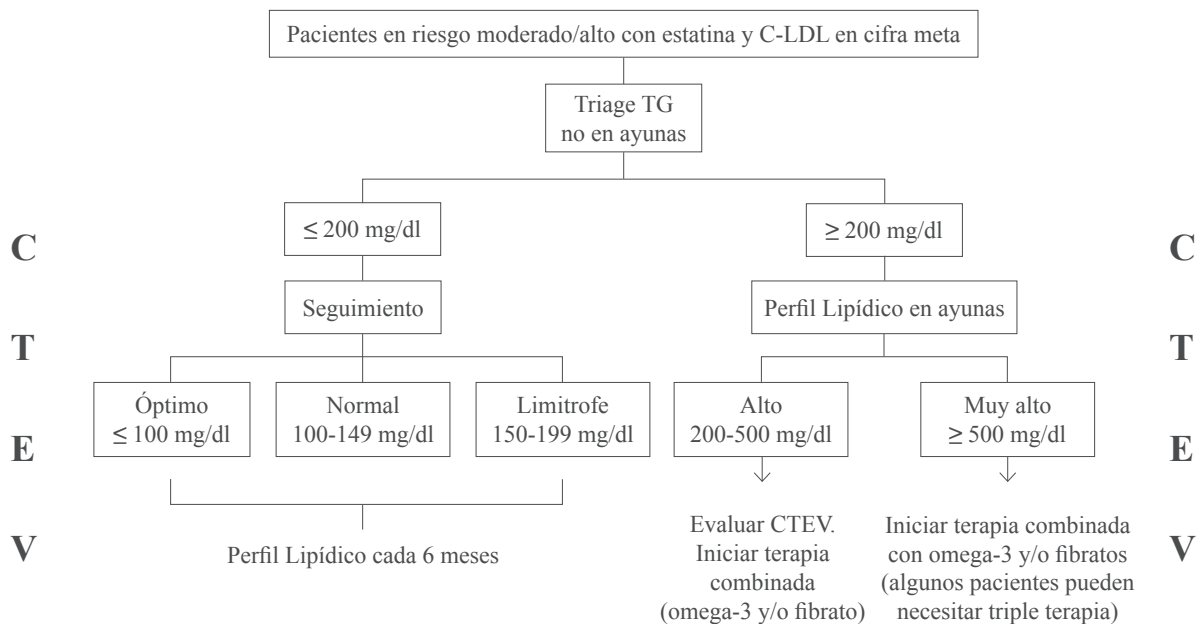 Pacientes en riesgo moderado/alto con estatina y C-LDL en cifra meta
Triage TG
no en ayunas
≤ 200 mg/dl
≥ 200 mg/dl
Seguimiento
Perfil Lipídico en ayunas
Óptimo
≤ 100 mg/dl
Normal
100-149 mg/dl
Limitrofe
150-199 mg/dl
Alto
200-500 mg/dl
Muy alto
≥ 500 mg/dl
Perfil Lipídico cada 6 meses
Evaluar CTEV.
Iniciar terapia
combinada
(omega-3 y/o fibrato)
Iniciar terapia combinada
con omega-3 y/o fibratos
(algunos pacientes pueden
necesitar triple terapia)
C
T
E
V
C
T
E
V